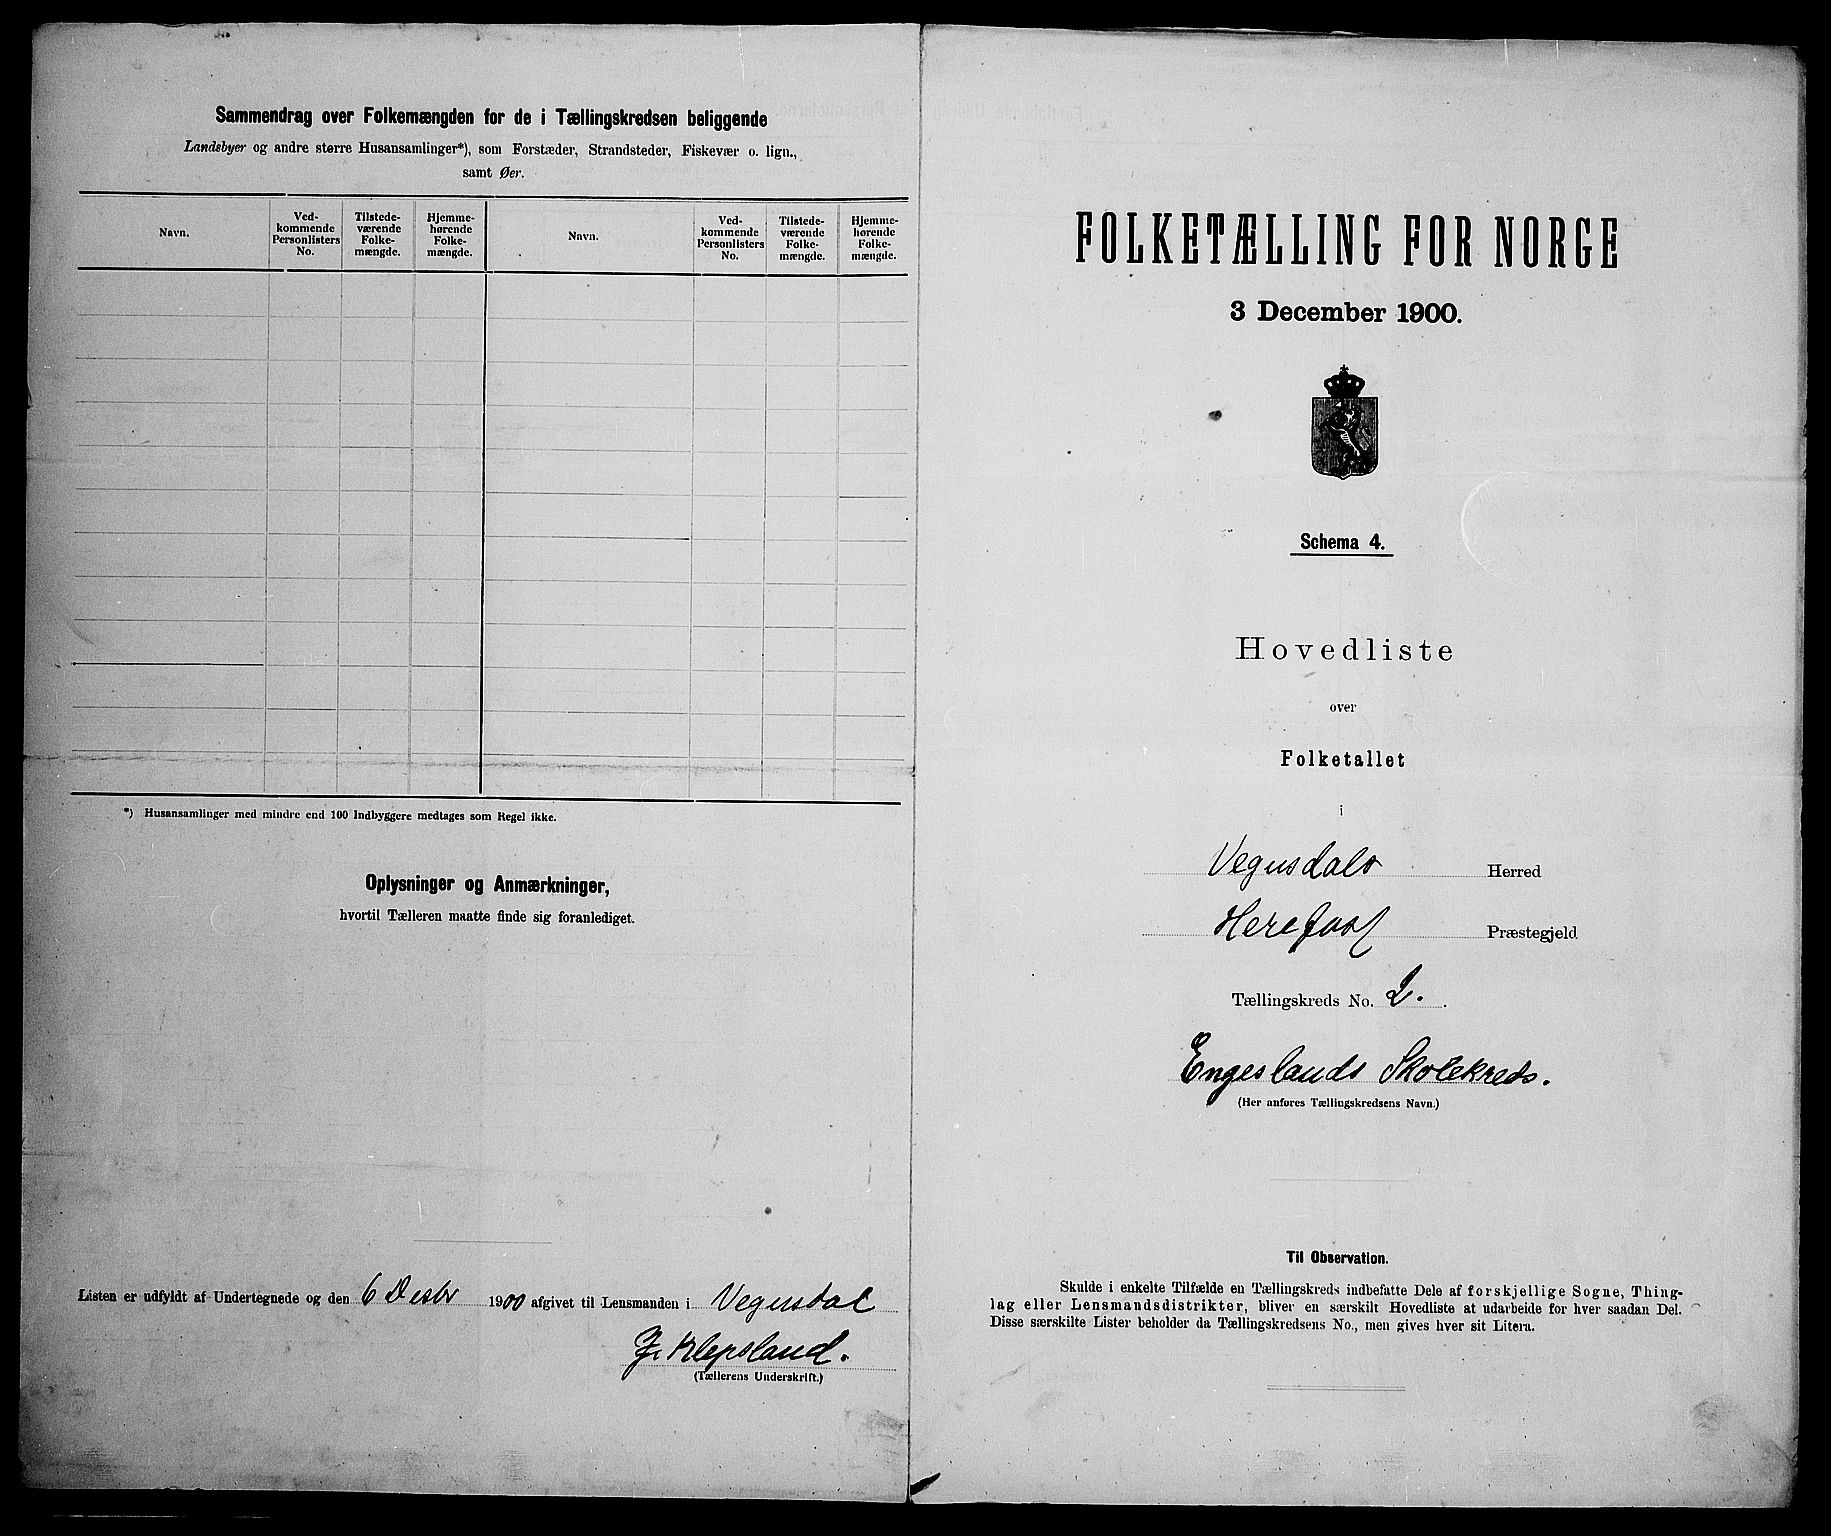 Sammendrag over Folkemængden for de i Tællingskredsen beliggende
Landsbyer og andre større Husansamlinger*), som Forstæder, Strandsteder, Fiskevær o. lign.,
samt Øer.
Navn.
Ved-
kommende
Personlisters
No.
Tilstede-
værende
Folke-
mængde.
Hjemme-
hørende
Folke-
mængde.
Navn.
Ved-
kommende
Personlisters
No.
Tilstede-
værende
Folke-
mængde.
Hjemme-
hørende
Folke-
mængde.
*) Husansamlinger med mindre end 100 Indbyggere medtages som Regel ikke.
Oplysninger og Anmærkninger,
hvortil Tælleren maatte finde sig foranlediget.
Listen er udfyldt af Undertegnede og den 6 Desbr 1900 afgivet til Lensmanden i Vegusdal
Klepsland.
(Tællerens Underskrift.)
FOLKETÆLLING FOR NORGE
3 December 1900.
Schema 4.
Hovedliste
over
Folketallet
i
Vegusdals Herred
Herefoss Præstegjeld
Tællingskreds No. 2.
Engeslands Skolekreds.
(Her anføres Tællingskredsens Navn.)
Til Observation.
Skulde i enkelte Tilfælde en Tællingskreds indbefatte Dele af forskjellige Sogne, Thing-
lag eller Lensmandsdistrikter, bliver en særskilt Hovedliste at udarbeide for hver saadan Del.
Disse særskilte Lister beholder da Tællingskredsens No., men gives hver sit Litera.